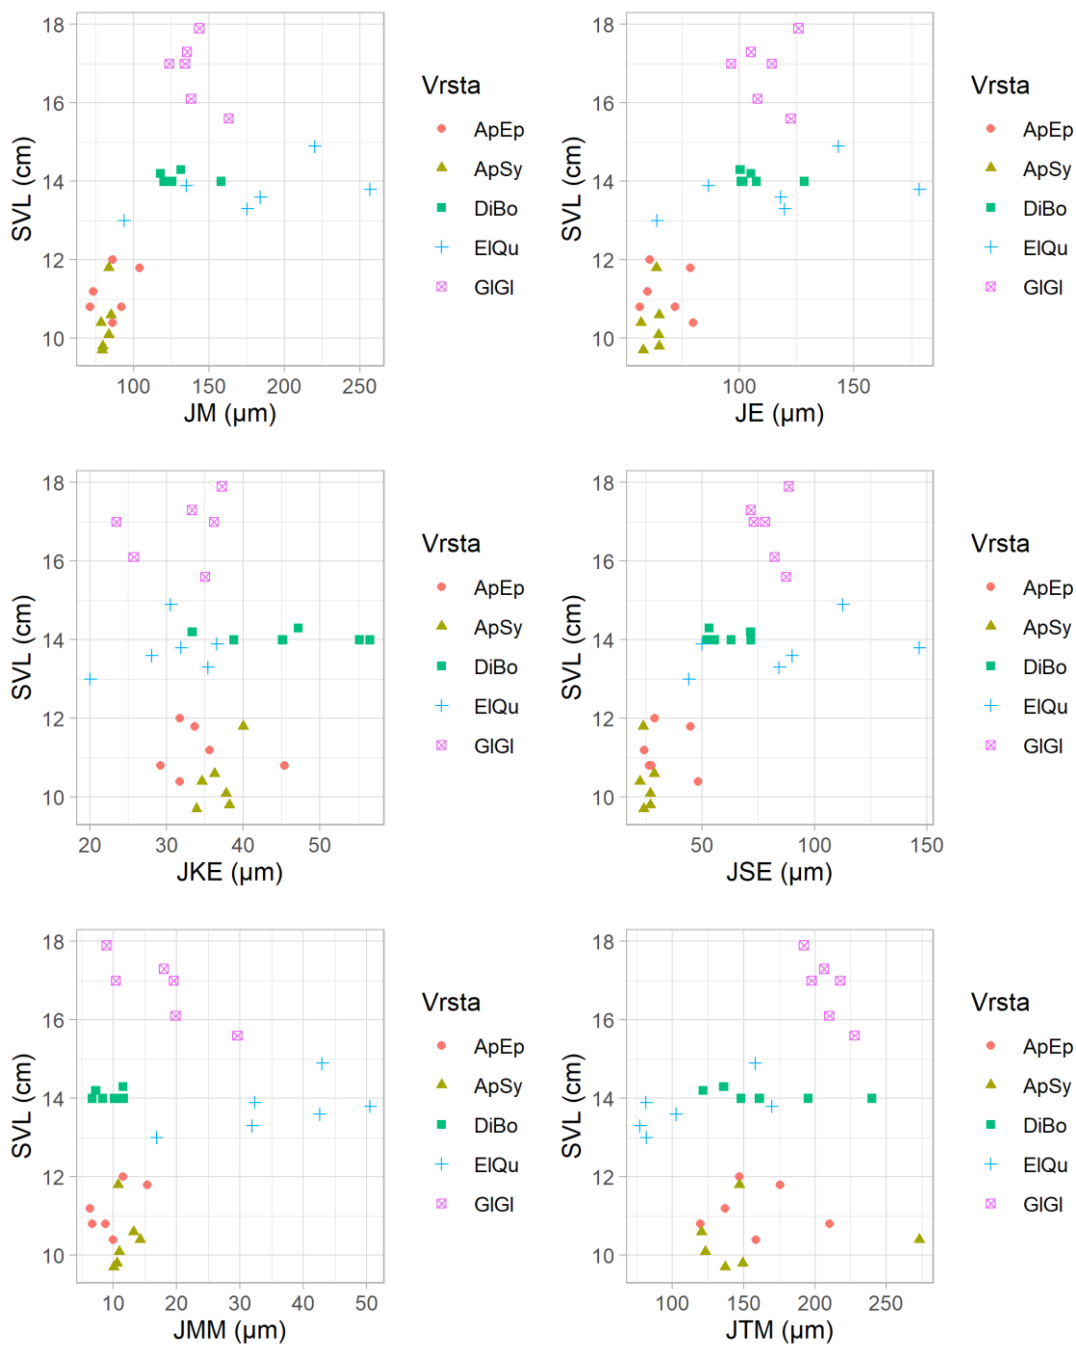 18
16
14
12
10
SVL (cm)
100 150 200 250
JM (µm)
Vrsta
ApEp
ApSy
DiBo
ElQu
GlGl
18
16
14
12
10
SVL (cm)
100 150
JE (µm)
Vrsta
ApEp
ApSy
DiBo
ElQu
GlGl
18
16
14
12
10
SVL (cm)
20 30 40 50
JKE (µm)
Vrsta
ApEp
ApSy
DiBo
ElQu
GlGl
18
16
14
12
10
SVL (cm)
50 100 150
JSE (µm)
Vrsta
ApEp
ApSy
DiBo
ElQu
GlGl
18
16
14
12
10
SVL (cm)
10 20 30 40 50
JMM (µm)
Vrsta
ApEp
ApSy
DiBo
ElQu
GlGl
18
16
14
12
10
SVL (cm)
100 150 200 250
JTM (µm)
Vrsta
ApEp
ApSy
DiBo
ElQu
GlGl